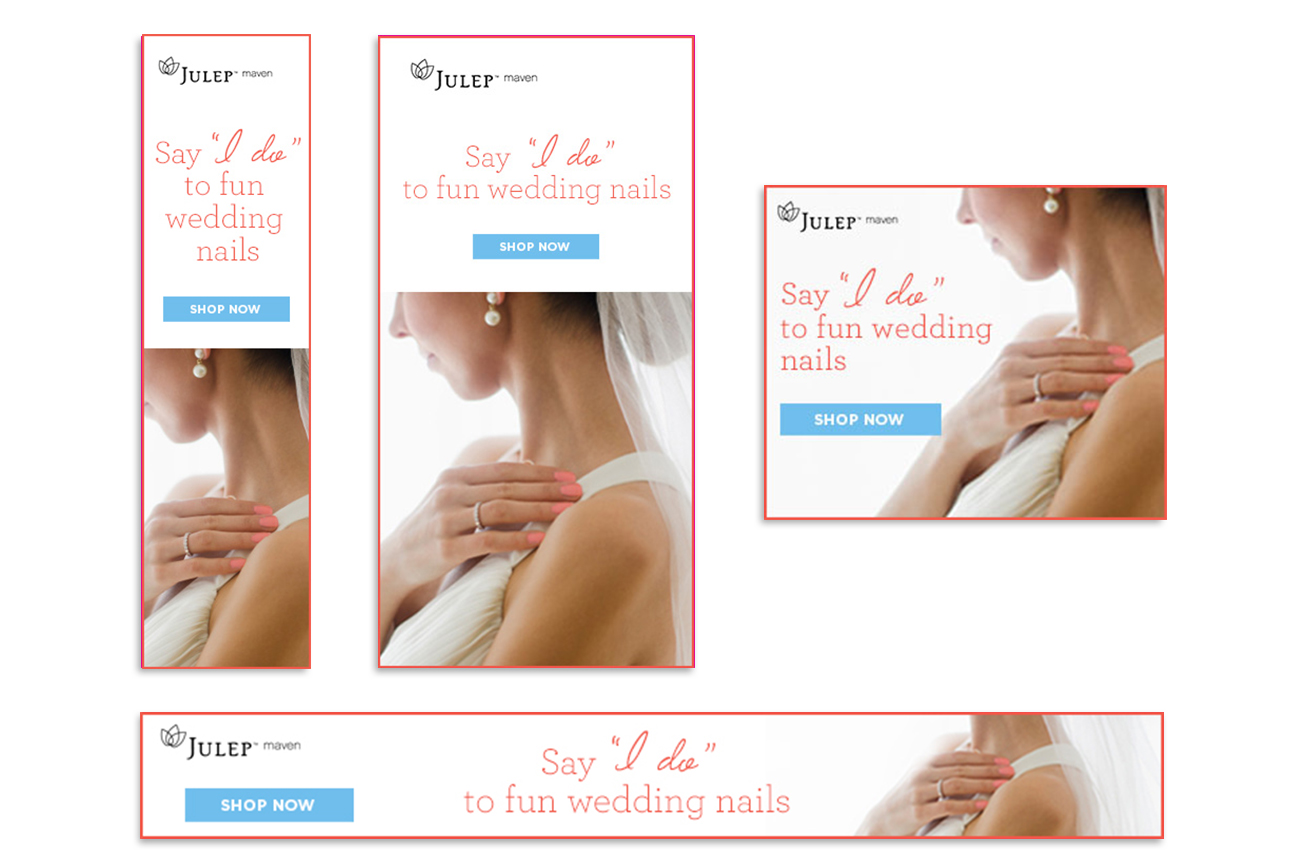 JULEP™ maven
Say "I do"
to fun
wedding
nails
SHOP NOW
JULEP™ maven
Say "I do"
to fun wedding nails
SHOP NOW
JULEP™ maven
Say "I do"
to fun wedding
nails
SHOP NOW
JULEP™ maven
SHOP NOW
Say "I do"
to fun wedding nails